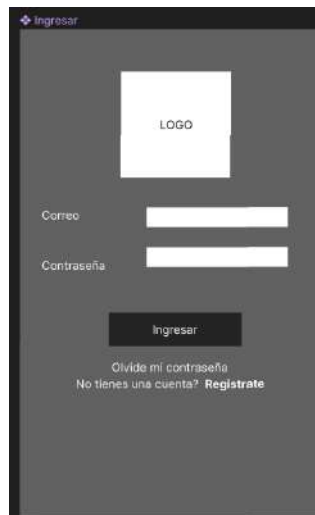 Ingresar
LOGO
Correo
Contraseña
Ingresar
Olvide mi contraseña
No tienes una cuenta? Registrate